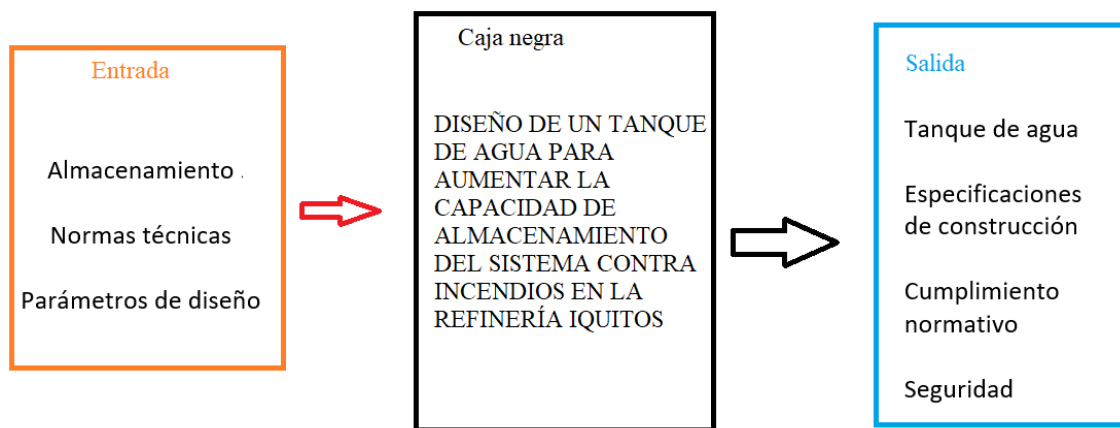 Entrada
Almacenamiento .
Normas técnicas
Parámetros de diseño
Caja negra
DISEÑO DE UN TANQUE
DE AGUA PARA
AUMENTAR LA
CAPACIDAD DE
ALMACENAMIENTO
DEL SISTEMA CONTRA
INCENDIOS EN LA
REFINERÍA IQUITOS
Salida
Tanque de agua
Especificaciones
de construcción
Cumplimiento
normativo
Seguridad